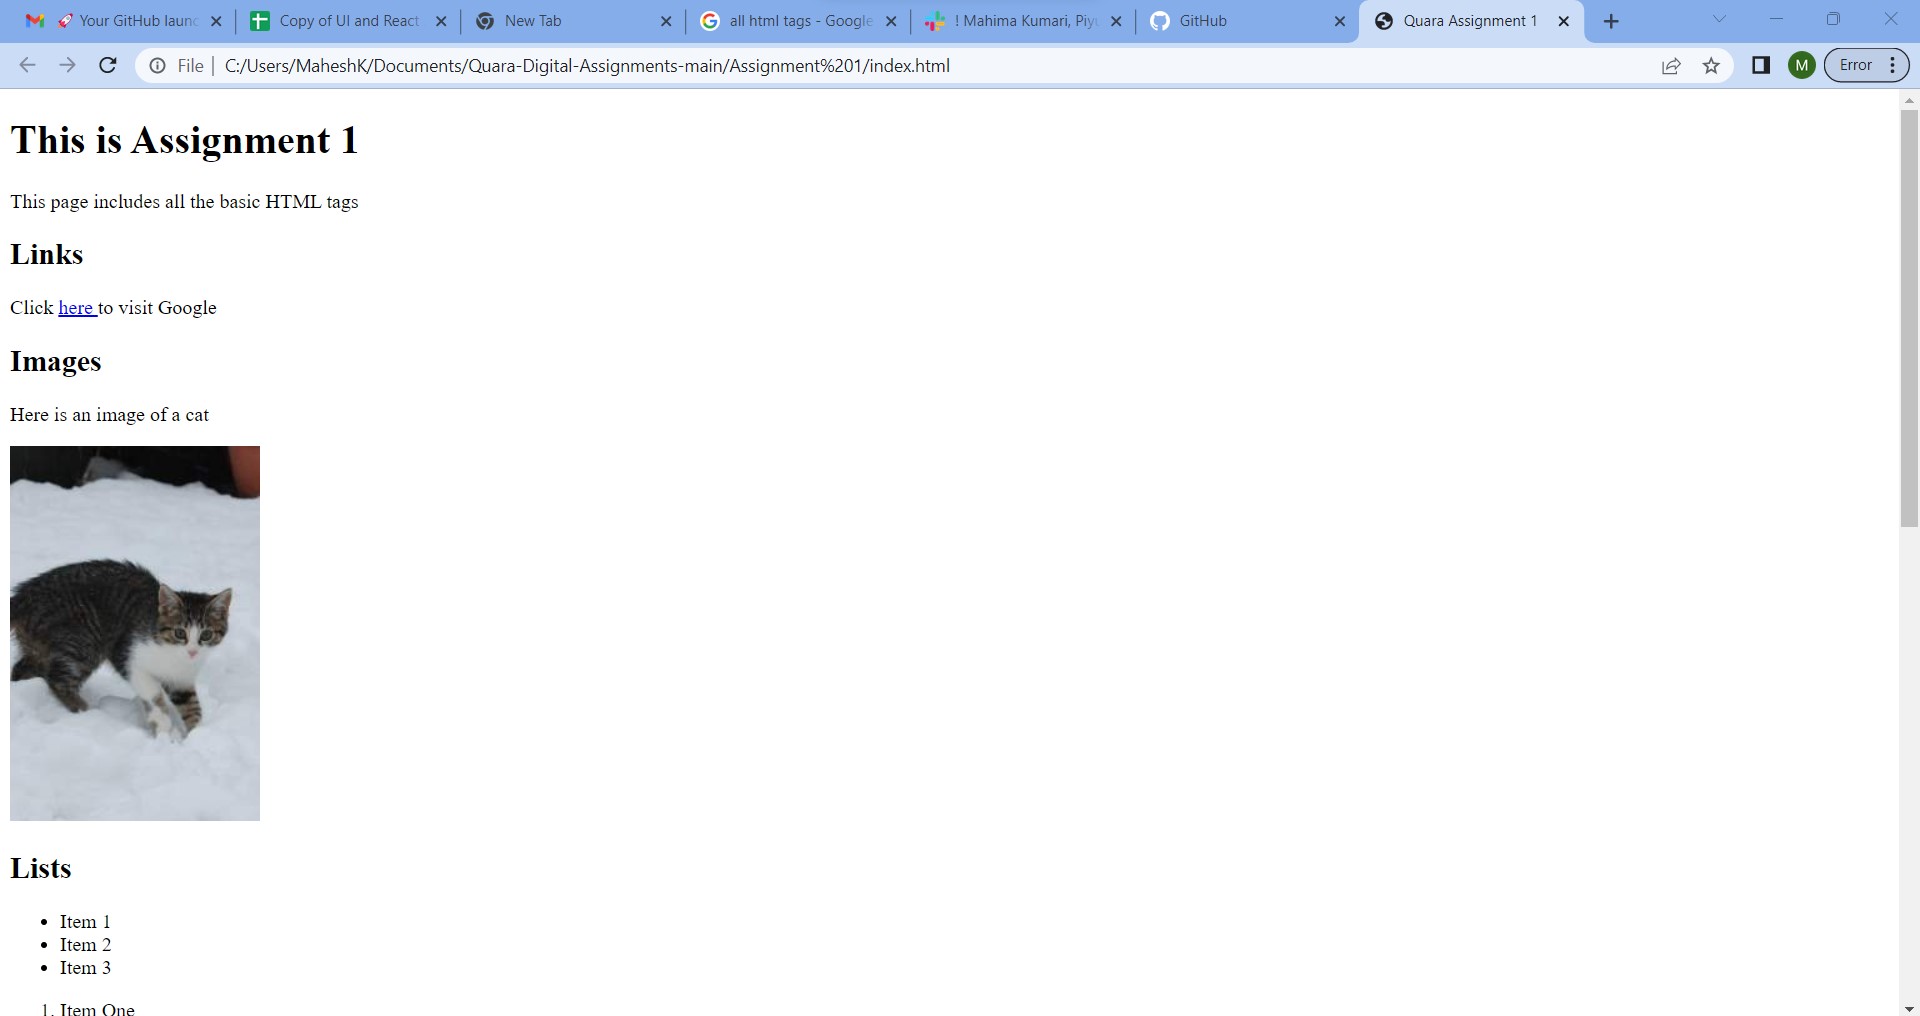 Your GitHub laun
Copy of UI and React
New Tab
all html tags - Google
! Mahima Kumari, Piy
GitHub
Quara Assignment 1
File
C:/Users/MaheshK/Documents/Quara-Digital-Assignments-main/Assignment%201/index.html
M
Error
This is Assignment 1
This page includes all the basic HTML tags
Links
Click here to visit Google
Images
Here is an image of a cat
Lists
• Item 1
• Item 2
• Item 3
1. Item One